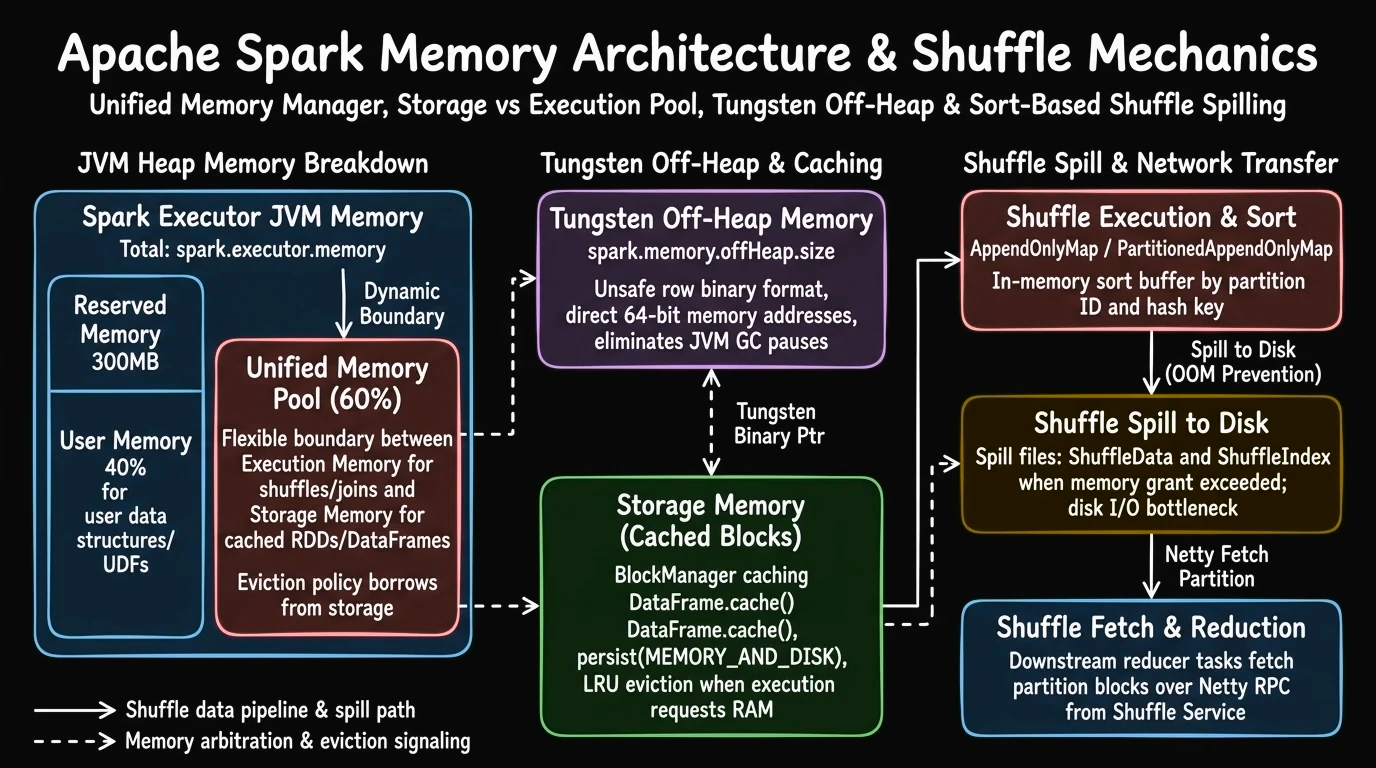 Apache Spark Memory Architecture & Shuffle Mechanics
Unified Memory Manager, Storage vs Execution Pool, Tungsten Off-Heap & Sort-Based Shuffle Spilling
JVM Heap Memory Breakdown
Spark Executor JVM Memory
Total: spark.executor.memory
Dynamic
Boundary
Reserved
Memory
300MB
User Memory
40%
for
user data
structures/
UDFs
Unified Memory
Pool (60%)
Flexible boundary between
Execution Memory for
shuffles/joins and
Storage Memory for
cached RDDs/DataFrames
Eviction policy borrows
from storage
Tungsten Off-Heap & Caching
Tungsten Off-Heap Memory
spark.memory.offHeap.size
Unsafe row binary format,
direct 64-bit memory addresses,
eliminates JVM GC pauses
Tungsten
Binary Ptr
Storage Memory
(Cached Blocks)
BlockManager caching
DataFrame.cache()
DataFrame.cache(),
persist(MEMORY_AND_DISK),
LRU eviction when execution
requests RAM
Shuffle Spill & Network Transfer
Shuffle Execution & Sort
AppendOnlyMap / PartitionedAppendOnlyMap
In-memory sort buffer by partition
ID and hash key
Spill to Disk
(OOM Prevention)
Shuffle Spill to Disk
Spill files: ShuffleData and ShuffleIndex
when memory grant exceeded;
disk I/O bottleneck
Netty Fetch
Partition
Shuffle Fetch & Reduction
Downstream reducer tasks fetch
partition blocks over Netty RPC
from Shuffle Service
Shuffle data pipeline & spill path
Memory arbitration & eviction signaling